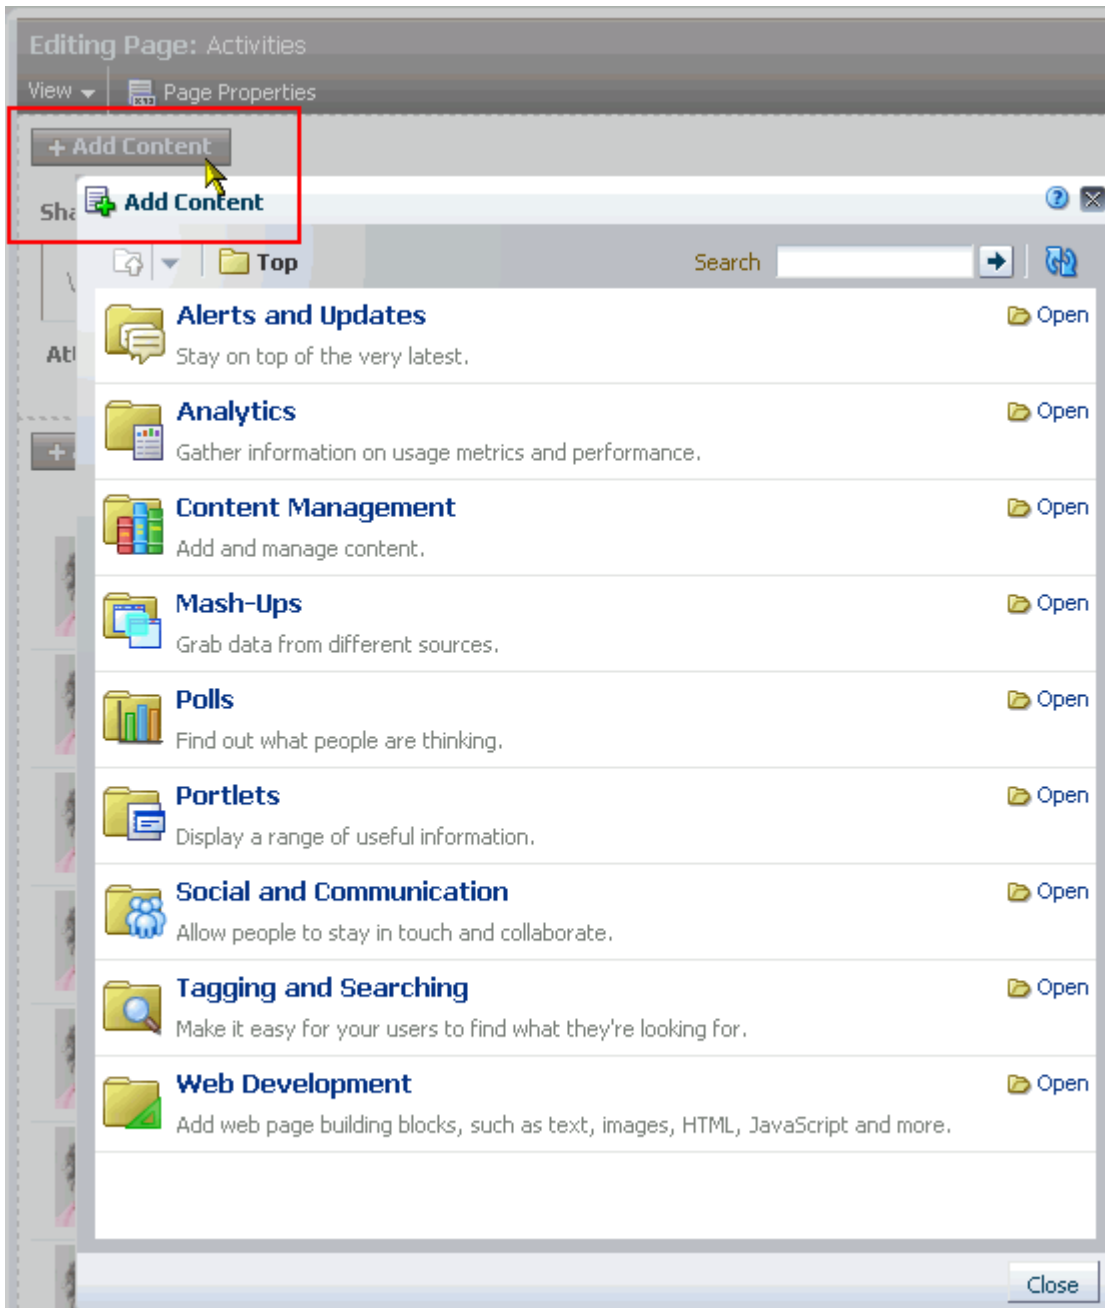 Editing Page: Activities
View Page Properties
+ Add Content
Add Content
Sha
Top Search
Alerts and Updates Open
Stay on top of the very latest.
Att
Analytics Open
Gather information on usage metrics and performance.
+
Content Management Open
Add and manage content.
Mash-Ups Open
Grab data from different sources.
Polls Open
Find out what people are thinking.
Portlets Open
Display a range of useful information.
Social and Communication Open
Allow people to stay in touch and collaborate.
Tagging and Searching Open
Make it easy for your users to find what they're looking for.
Web Development Open
Add web page building blocks, such as text, images, HTML, JavaScript and more.
Close